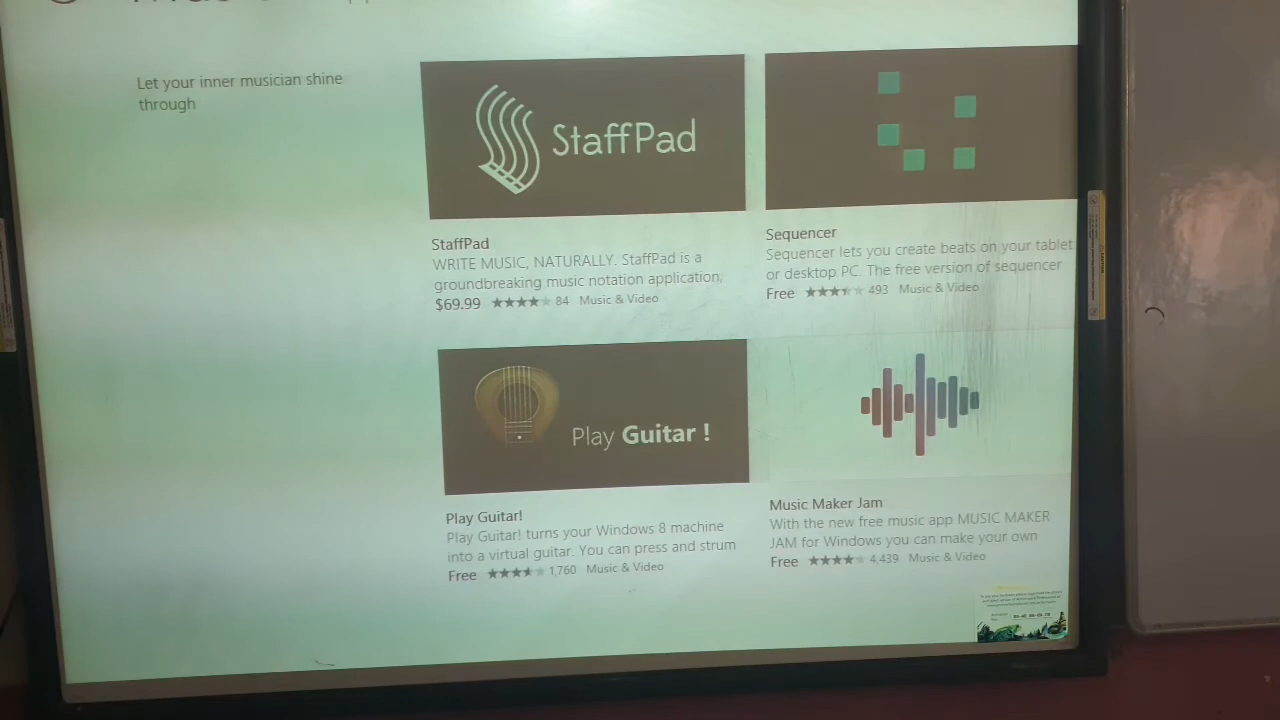 Let your inner musician shine
through
StaffPad
StaffPad
WRITE MUSIC, NATURALLY. StaffPad is a
groundbreaking music notation application,
$69.99 84 Music & Video
Sequencer
Sequencer lets you create beats on your tablet
or desktop PC. The free version of sequencer
Free 493 Music & Video
Play Guitar !
Play Guitar!
Play Guitar! turns your Windows 8 machine
into a virtual guitar. You can press and strum
Free 1,760 Music & Video
Music Maker Jam
With the new free music app MUSIC MAKER
JAM for Windows you can make your own
Free 4,439 Music & Video